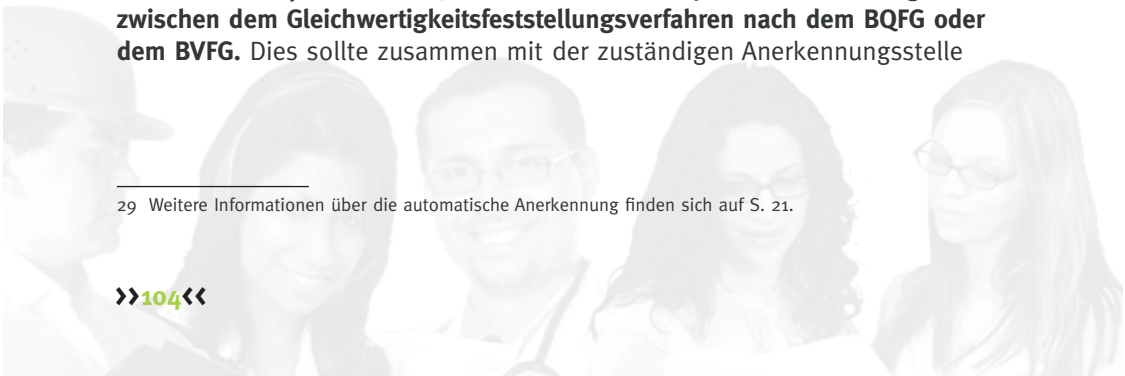 zwischen dem Gleichwertigkeitsfeststellungsverfahren nach dem BQFG oder
dem BVFG. Dies sollte zusammen mit der zuständigen Anerkennungsstelle
29 Weitere Informationen über die automatische Anerkennung finden sich auf S. 21.
>>104<<